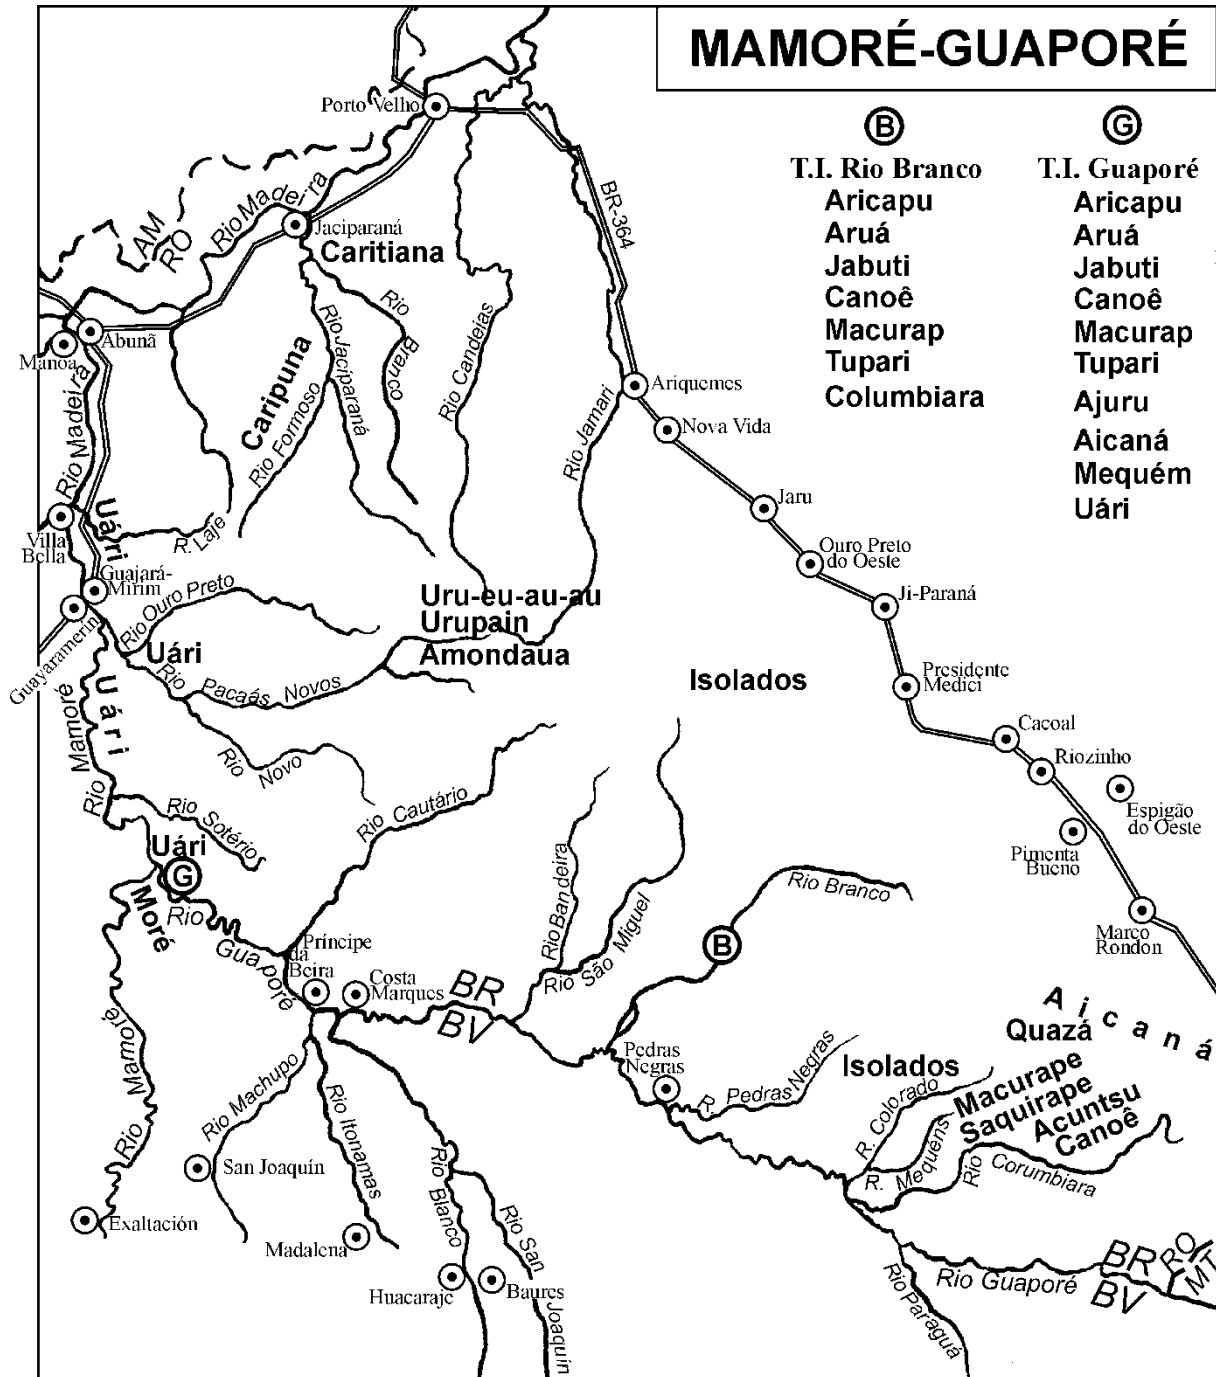 MAMORÉ-GUAPORÉ
B
T.I. Rio Branco
Aricapu
Aruá
Jabuti
Canoê
Macurap
Tupari
Columbiara
G
T.I. Guaporé
Aricapu
Aruá
Jabuti
Canoê
Macurap
Tupari
Ajuru
Aicaná
Mequém
Uári
Porto Velho
Rio Madeira
AM
RO
Jaciparaná
Caritiana
BR-364
Rio
Branco
Rio Jaciparaná
Rio Candeias
Abunã
Manoa
Caripuna
Rio Formoso
Rio Jamari
Ariquemes
Nova Vida
Rio Madeira
Jaru
Uári
Villa
Bella
R. Laje
Ouro Preto
do Oeste
Guajará-
Mirim
Ji-Paraná
Rio Ouro Preto
Uru-eu-au-au
Urupain
Amondaua
Guayaramerin
Uári
Rio
Pacaás Novos
Isolados
Presidente
Medici
Uári
Rio Mamoré
Rio Novo
Cacoal
Riozinho
Espigão
do Oeste
Rio Sotério
Rio Cautário
Pimenta
Bueno
Uári
G
Moré
Rio
Guaporé
Rio Bandeira
Rio São Miguel
Rio Branco
B
Marco
Rondon
Príncipe
da
Beira
Costa
Marques
BR
BV
Aicaná
Quazá
Rio Mamoré
Pedras
Negras
R. Pedras Negras
Isolados
Macurape
Saquirape
Acuntsu
Canoê
R. Colorado
R. Mequéns
Rio Corumbiara
Rio Machupo
Rio Itonamas
San Joaquín
Rio Blanco
Exaltación
Madalena
Rio San Joaquin
Huacaraje
Baures
Rio Paraguá
Rio Guaporé
BR
BV
RO
MT